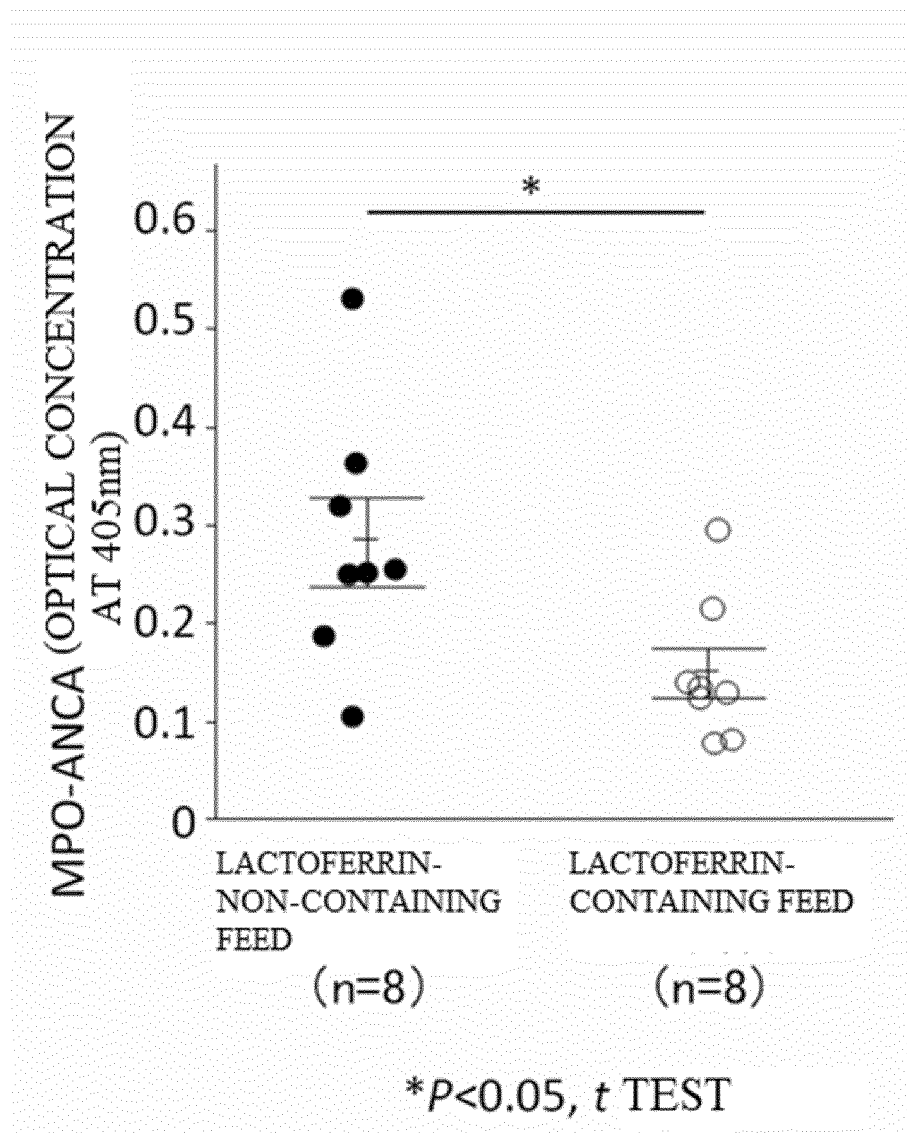 MPO-ANCA (OPTICAL CONCENTRATION
AT 405nm)
*
0.6
0.5
0.4
0.3
0.2
0.1
0
LACTOFERRIN-
NON-CONTAINING
FEED
(n=8)
LACTOFERRIN-
CONTAINING FEED
(n=8)
*P<0.05, t TEST